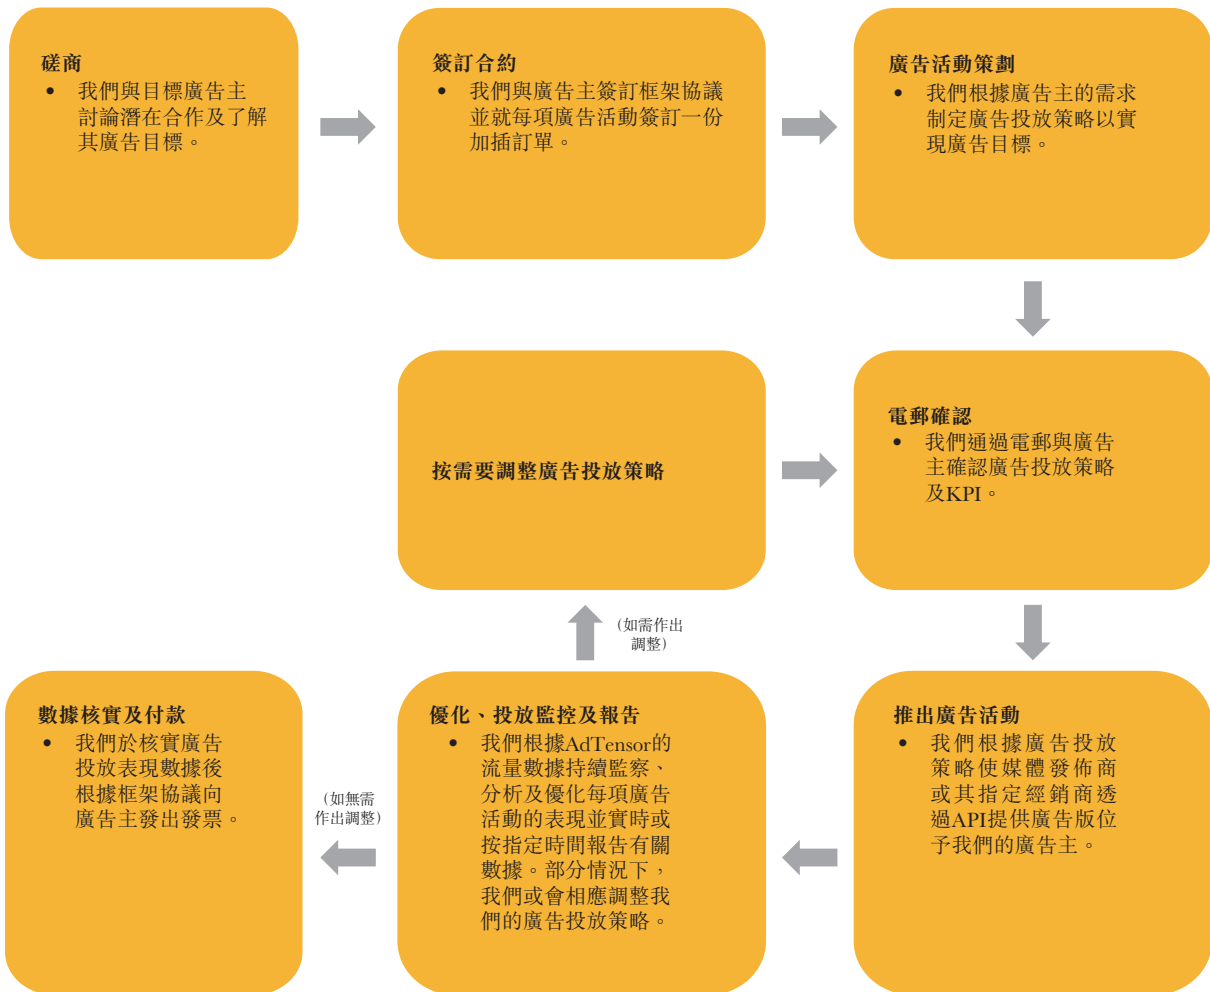 磋商
• 我們與目標廣告主
討論潛在合作及了解
其廣告目標。
簽訂合約
• 我們與廣告主簽訂框架協議
並就每項廣告活動簽訂一份
加插訂單。
廣告活動策劃
• 我們根據廣告主的需求
制定廣告投放策略以實
現廣告目標。
按需要調整廣告投放策略
電郵確認
• 我們通過電郵與廣告
主確認廣告投放策略
及KPI。
(如需作出
調整)
數據核實及付款
• 我們於核實廣告
投放表現數據後
根據框架協議向
廣告主發出發票。
(如無需
作出調整)
優化、投放監控及報告
• 我們根據AdTensor的
流量數據持續監察、
分析及優化每項廣告
活動的表現並實時或
按指定時間報告有關
數據。部分情況下，
我們或會相應調整我
們的廣告投放策略。
推出廣告活動
• 我們根據廣告投放
策略使媒體發佈商
或其指定經銷商透
過API提供廣告版位
予我們的廣告主。